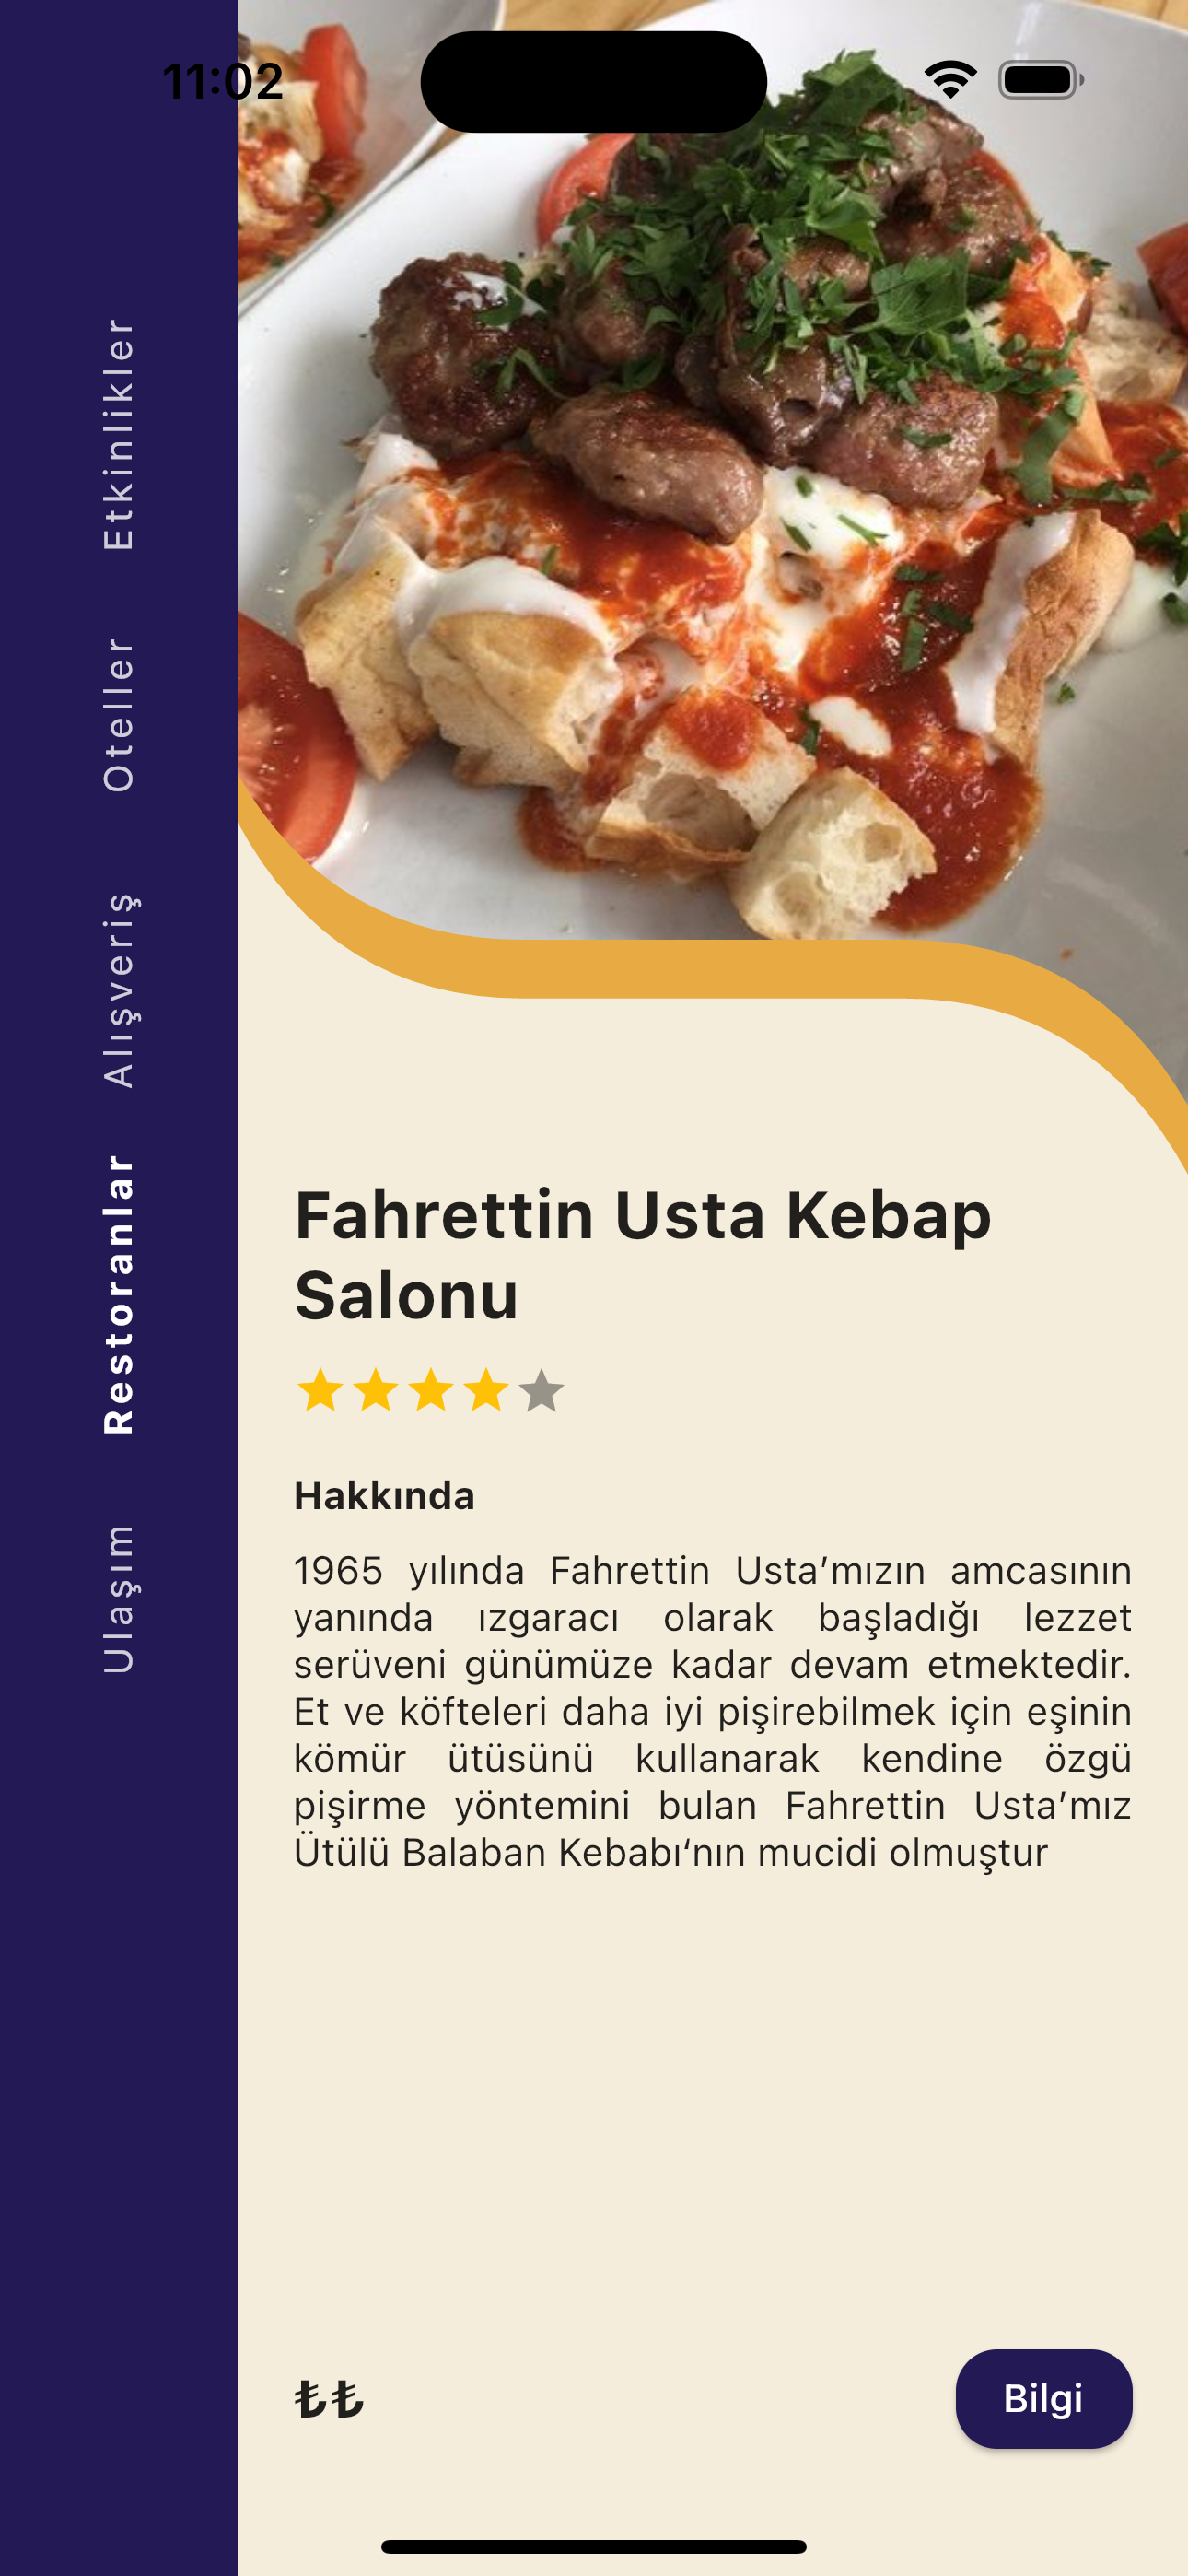 11:02
Etkinlikler
Oteller
Alışveriş
Restoranlar
Ulaşım
Fahrettin Usta Kebap
Salonu
Hakkında
1965 yılında Fahrettin Usta’mızın amcasının
yanında ızgaracı olarak başladığı lezzet
serüveni günümüze kadar devam etmektedir.
Et ve köfteleri daha iyi pişirebilmek için eşinin
kömür ütüsünü kullanarak kendine özgü
pişirme yöntemini bulan Fahrettin Usta’mız
Ütülü Balaban Kebabı‘nın mucidi olmuştur
₺₺
Bilgi